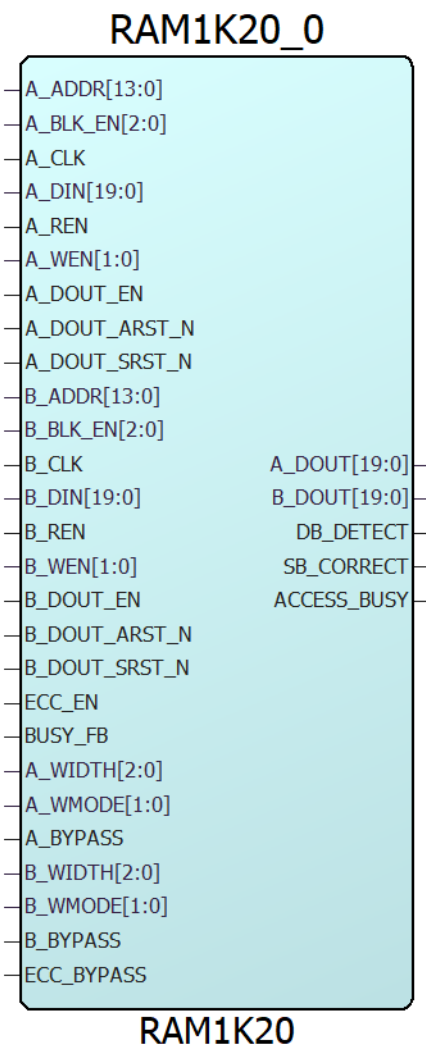 RAM1K20_0
A_ADDR[13:0]
A_BLK_EN[2:0]
A_CLK
A_DIN[19:0]
A_REN
A_WEN[1:0]
A_DOUT_EN
A_DOUT_ARST_N
A_DOUT_SRST_N
B_ADDR[13:0]
B_BLK_EN[2:0]
B_CLK A_DOUT[19:0]
B_DIN[19:0] B_DOUT[19:0]
B_REN DB_DETECT
B_WEN[1:0] SB_CORRECT
B_DOUT_EN ACCESS_BUSY
B_DOUT_ARST_N
B_DOUT_SRST_N
ECC_EN
BUSY_FB
A_WIDTH[2:0]
A_WMODE[1:0]
A_BYPASS
B_WIDTH[2:0]
B_WMODE[1:0]
B_BYPASS
ECC_BYPASS
RAM1K20